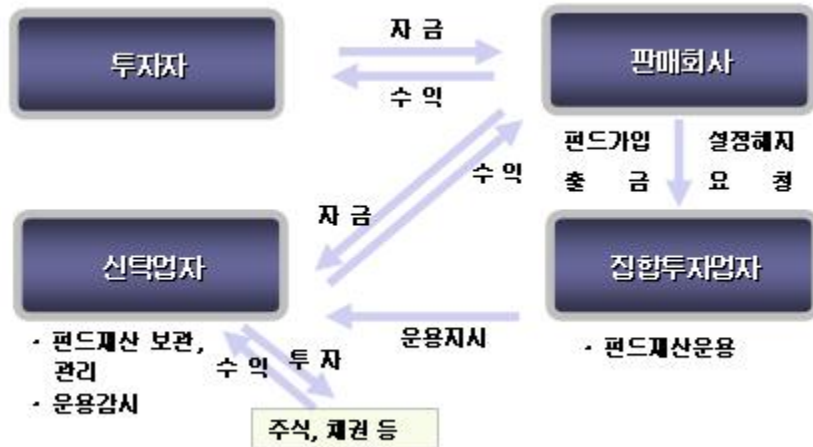 투자자
자 금
수 익
판매회사
펀드가입 설정해지
출 금 요 청
수 익
자 금
신탁업자
집합투자업자
운용지시
· 펀드재산 보관,
관리
· 운용감시
수 익 투 자
· 펀드재산운용
주식, 채권 등